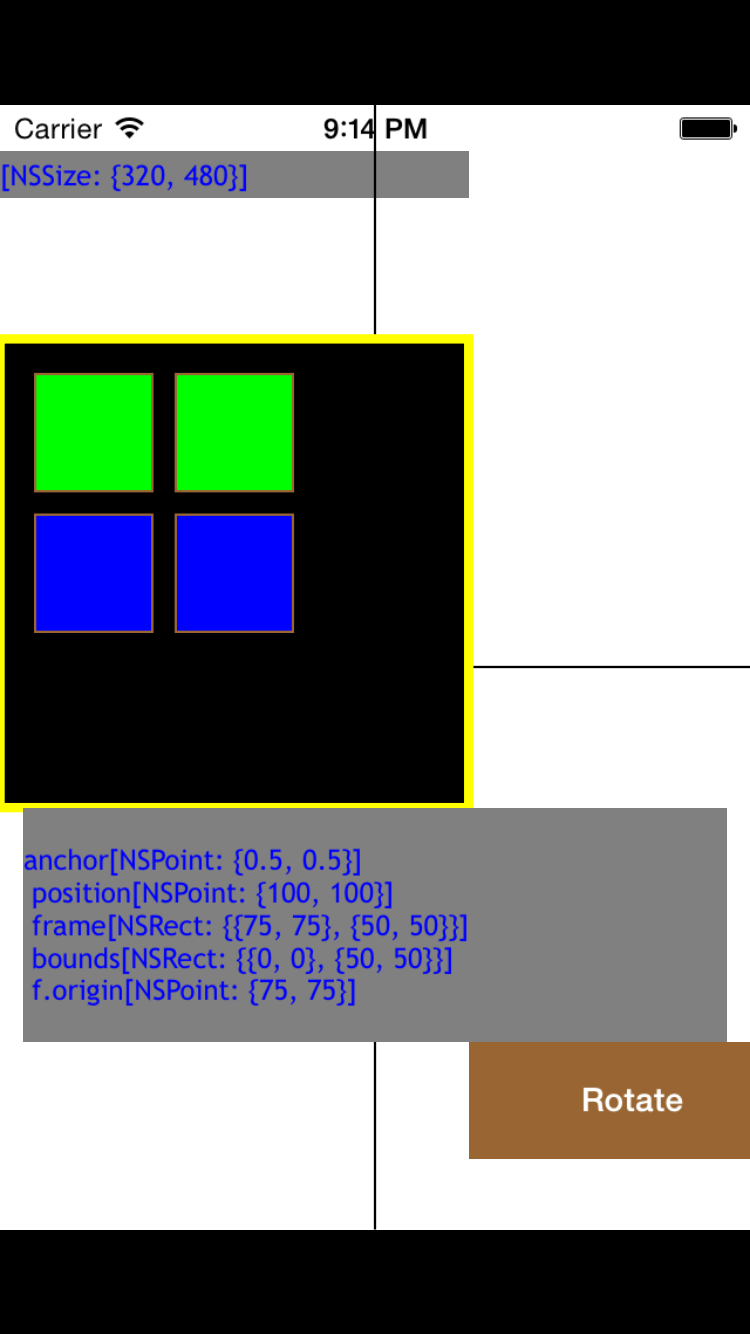 Carrier 9:14 PM
[NSSize: {320, 480}]
anchor[NSPoint: {0.5, 0.5}]
position[NSPoint: {100, 100}]
frame[NSRect: {{75, 75}, {50, 50}}]
bounds[NSRect: {{0, 0}, {50, 50}}]
f.origin[NSPoint: {75, 75}]
Rotate